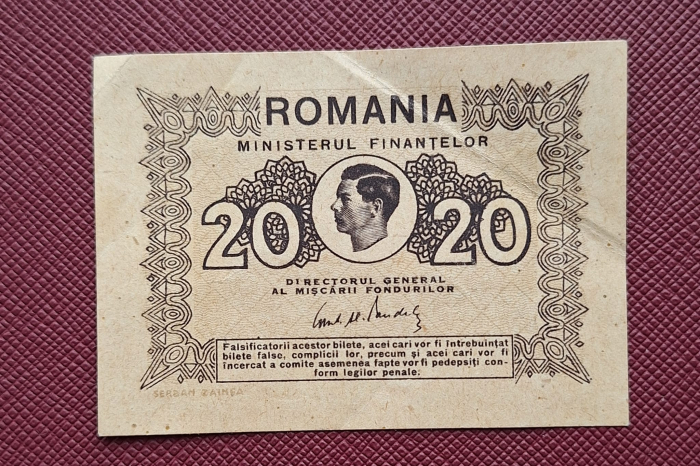 ROMANIA
MINISTERUL FINANȚELOR
20 20
DIRECTORUL GENERAL
AL MIȘCĂRII FONDURILOR
Falsificatorii acestor bilete, acei cari vor fi întrebuințat
bilete false, complicii lor, precum și acei cari vor fi
încercat a comite asemenea fapte vor fi pedepsiți con-
form legilor penale.
SERBAN ZAINEA